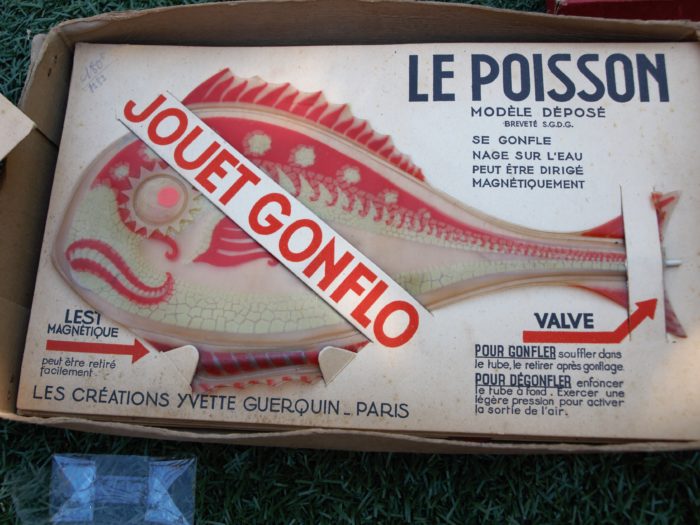 LE POISSON
MODÈLE DÉPOSÉ
BREVETÉ S.G.D.G.
SE GONFLE
NAGE SUR L'EAU
PEUT ÊTRE DIRIGÉ
MAGNÉTIQUEMENT
JOUET GONFLO
LEST
MAGNÉTIQUE
peut être retiré
facilement
VALVE
POUR GONFLER souffler dans
le tube, le retirer après gonflage.
POUR DÉGONFLER enfoncer
le tube à fond. Exercer une
légère pression pour activer
la sortie de l'air.
LES CRÉATIONS YVETTE GUERQUIN _ PARIS